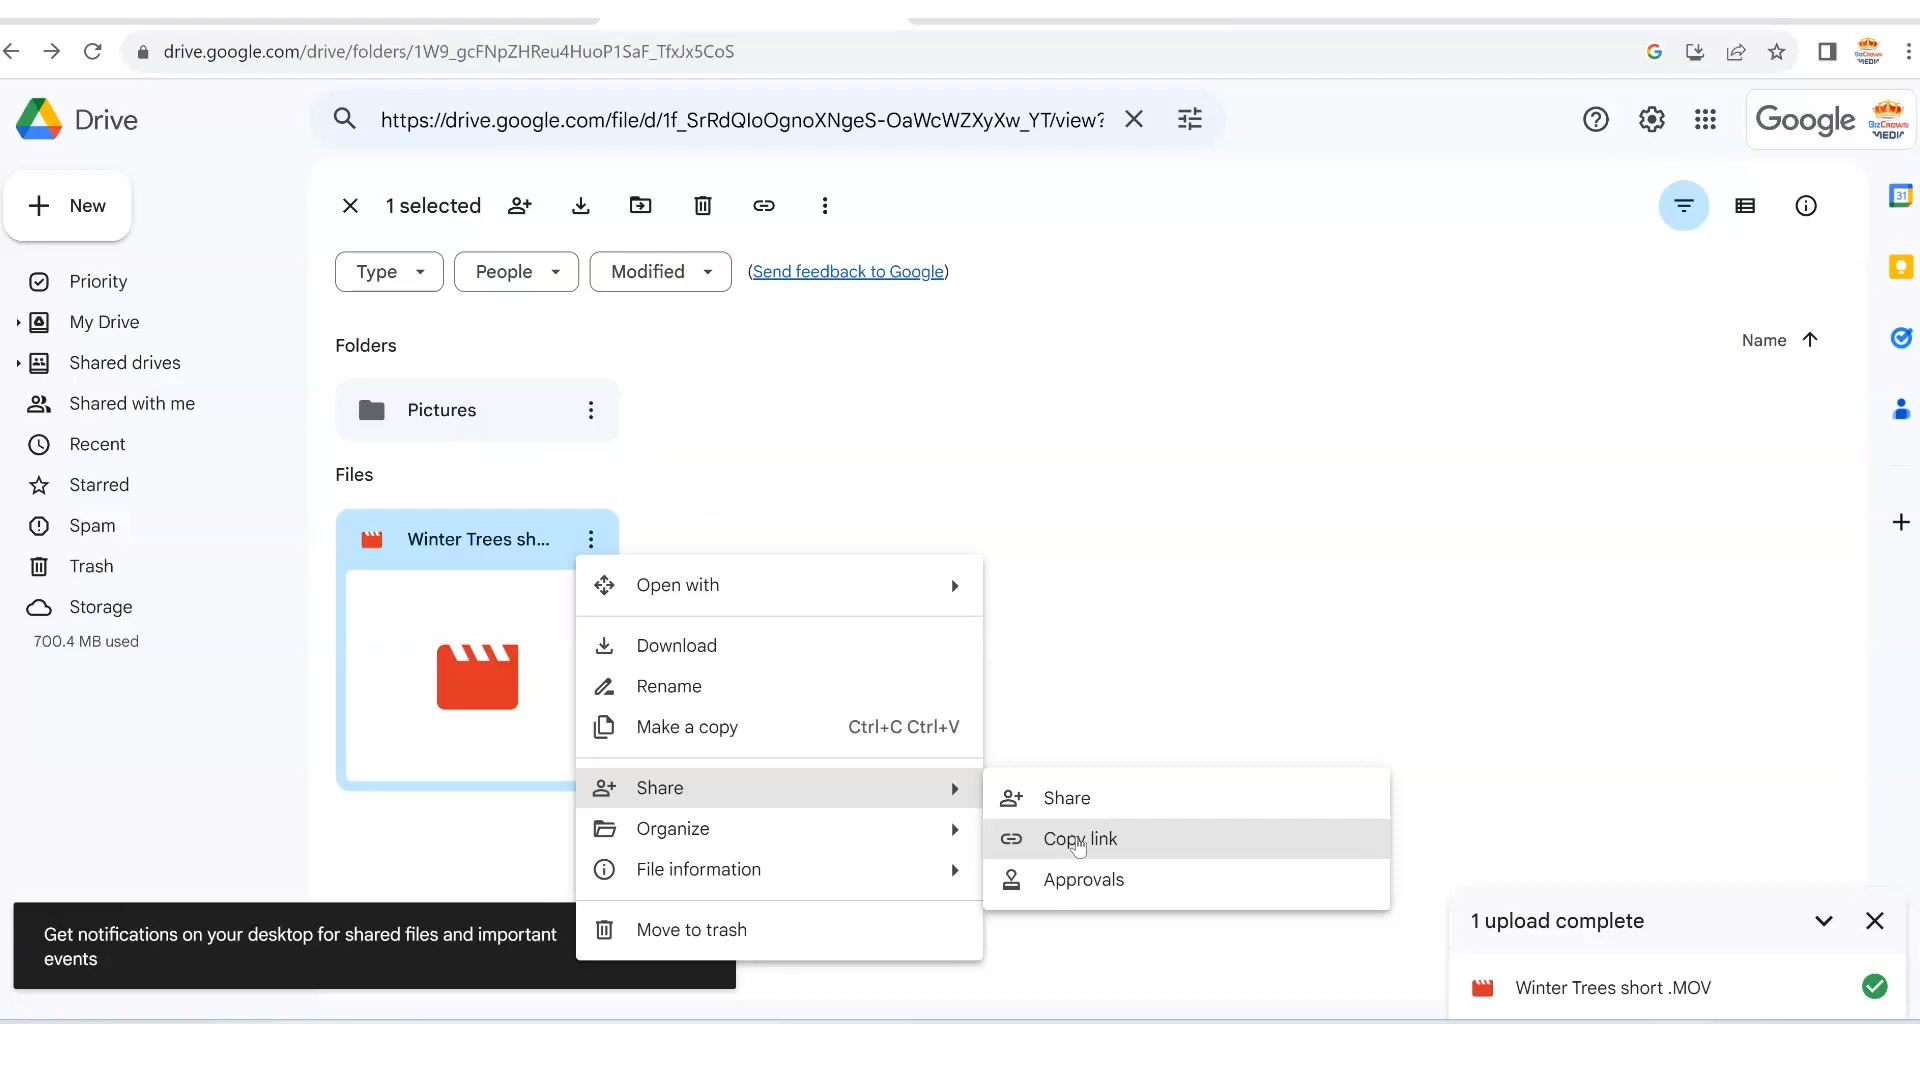 drive.google.com/drive/folders/1W9_gcFNpZHReu4HuoP1SaF_TfxJx5CoS
Drive
https://drive.google.com/file/d/1f_SrRdQIoOgnoXNgeS-OaWcWZXyXw_YT/view?
Google
BizCrown
MEDIA
New
1 selected
31
Type
People
Modified
(Send feedback to Google)
Priority
My Drive
Shared drives
Shared with me
Recent
Starred
Spam
Trash
Storage
700.4 MB used
Folders
Name
Pictures
Files
Winter Trees sh...
Open with
Download
Rename
Make a copy Ctrl+C Ctrl+V
Share
Organize
File information
Move to trash
Share
Copy link
Approvals
Get notifications on your desktop for shared files and important
events
1 upload complete
Winter Trees short .MOV